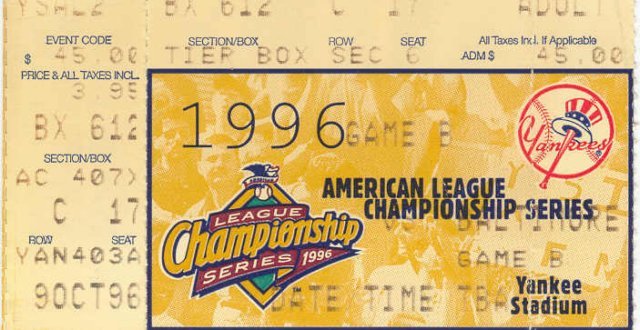 YSAL2 BX 612 C 17 ADULT
EVENT CODE SECTION/BOX ROW SEAT All Taxes Incl. If Applicable
$ 45.00 TIER BOX SEC 6 ADM $ 45.00
PRICE & ALL TAXES INCL.
3.95
BX 612
SECTION/BOX
AC 407X
C 17
ROW SEAT
YAN403A
9OCT96
1996 GAME B
Yankees
AMERICAN LEAGUE
CHAMPIONSHIP SERIES
LEAGUE
Championship
SERIES 1996
BALTIMORE
GAME B
Yankee
Stadium
DATE TIME TBA